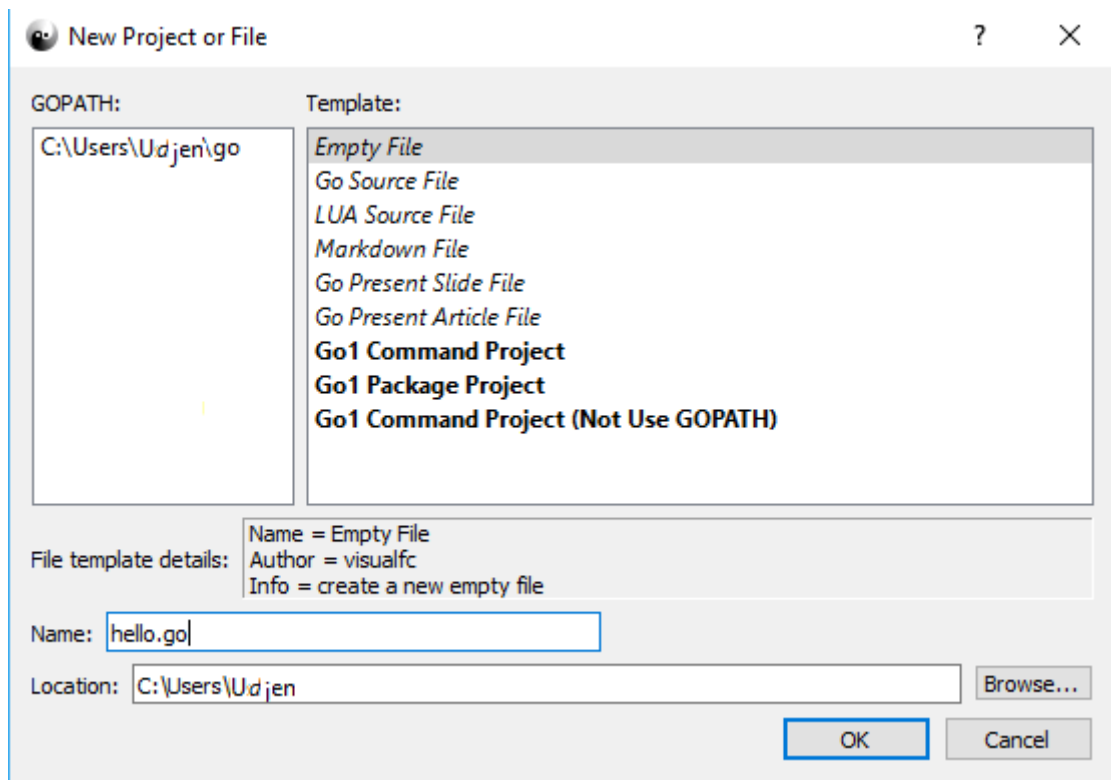 New Project or File
?
GOPATH:
Template:
C:\Users\Udjen\go
Empty File
Go Source File
LUA Source File
Markdown File
Go Present Slide File
Go Present Article File
Go1 Command Project
Go1 Package Project
Go1 Command Project (Not Use GOPATH)
File template details:
Name = Empty File
Author = visualfc
Info = create a new empty file
Name: hello.go
Location: C:\Users\Udjen
Browse...
OK
Cancel